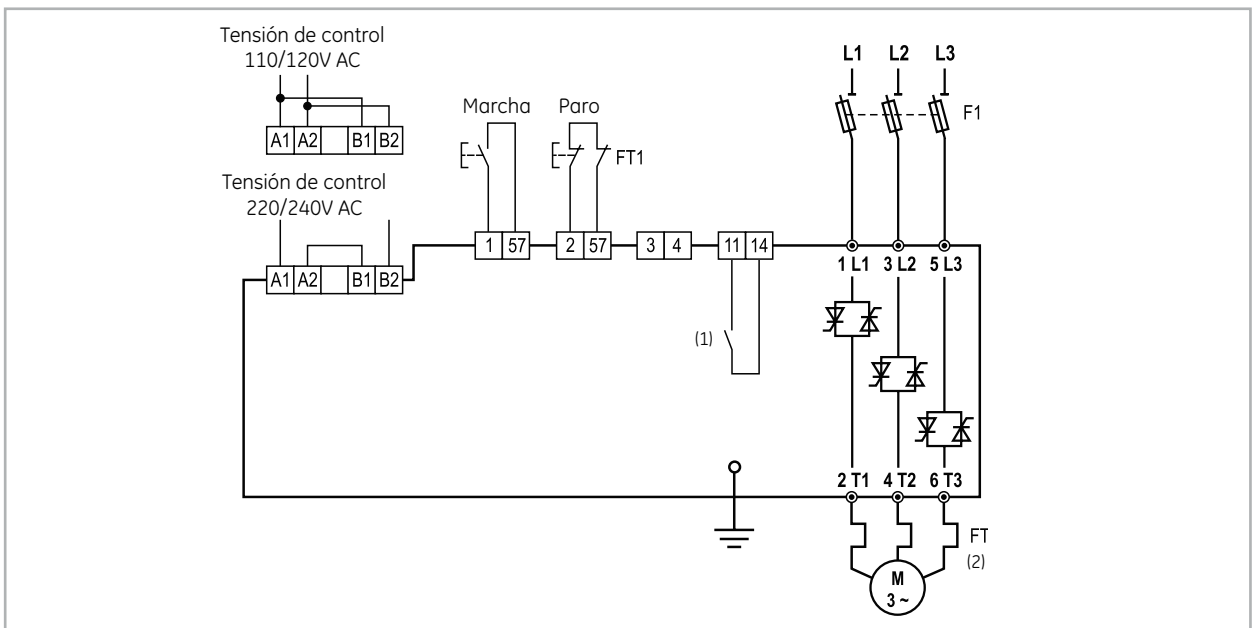 Tensión de control
110/120V AC
A1 A2 B1 B2
Tensión de control
220/240V AC
A1 A2 B1 B2
Marcha
Paro
FT1
1 57
2 57
3 4
11 14
(1)
L1 L2 L3
F1
1 L1 3 L2 5 L3
2 T1 4 T2 6 T3
FT
(2)
M
3 ~